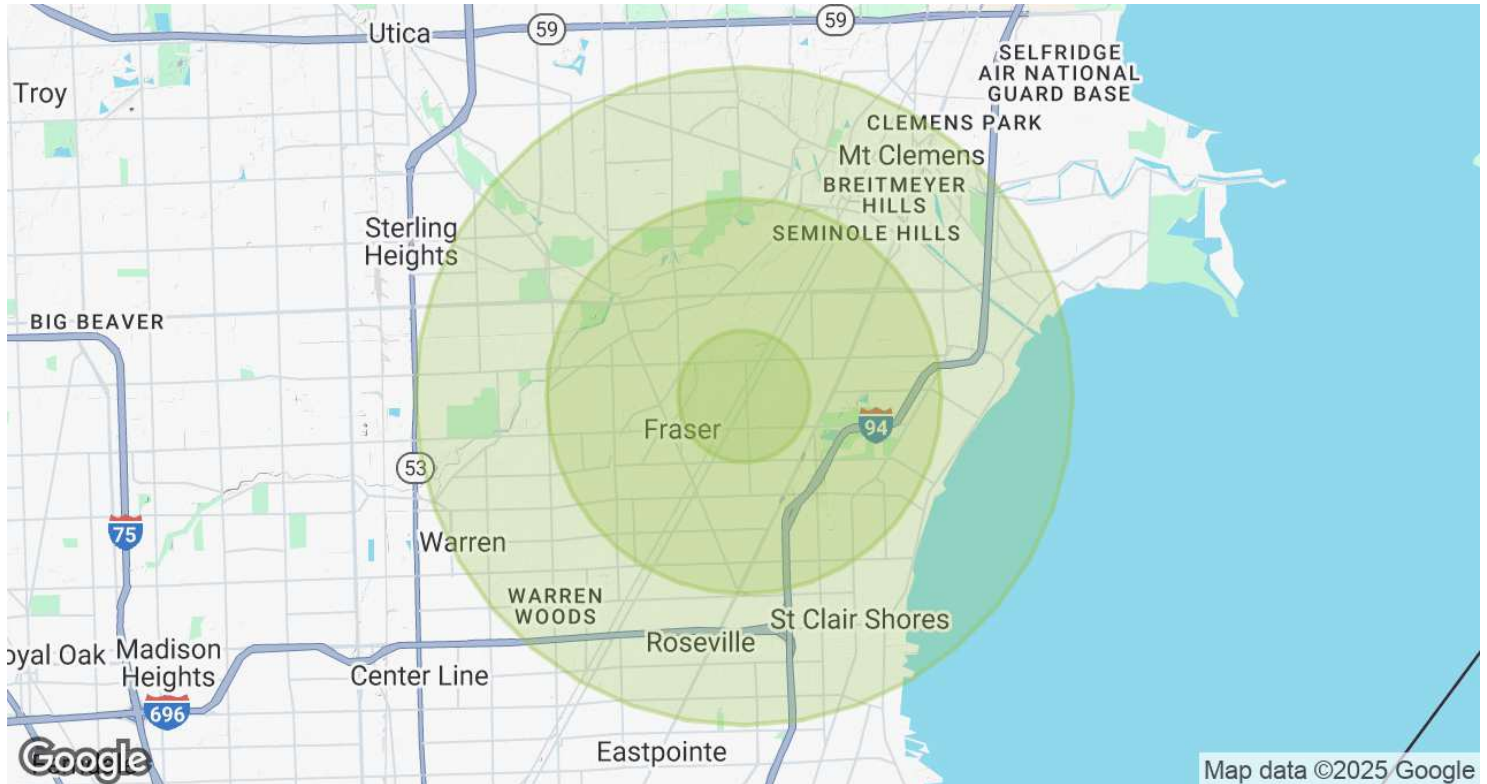 Utica
59
59
SELFRIDGE
AIR NATIONAL
GUARD BASE
Troy
CLEMENS PARK
Mt Clemens
BREITMEYER
HILLS
SEMINOLE HILLS
Sterling
Heights
BIG BEAVER
Fraser
94
53
75
Warren
WARREN
WOODS
St Clair Shores
Roseville
oyal Oak
Madison
Heights
Center Line
696
Eastpointe
Google
Map data ©2025 Google